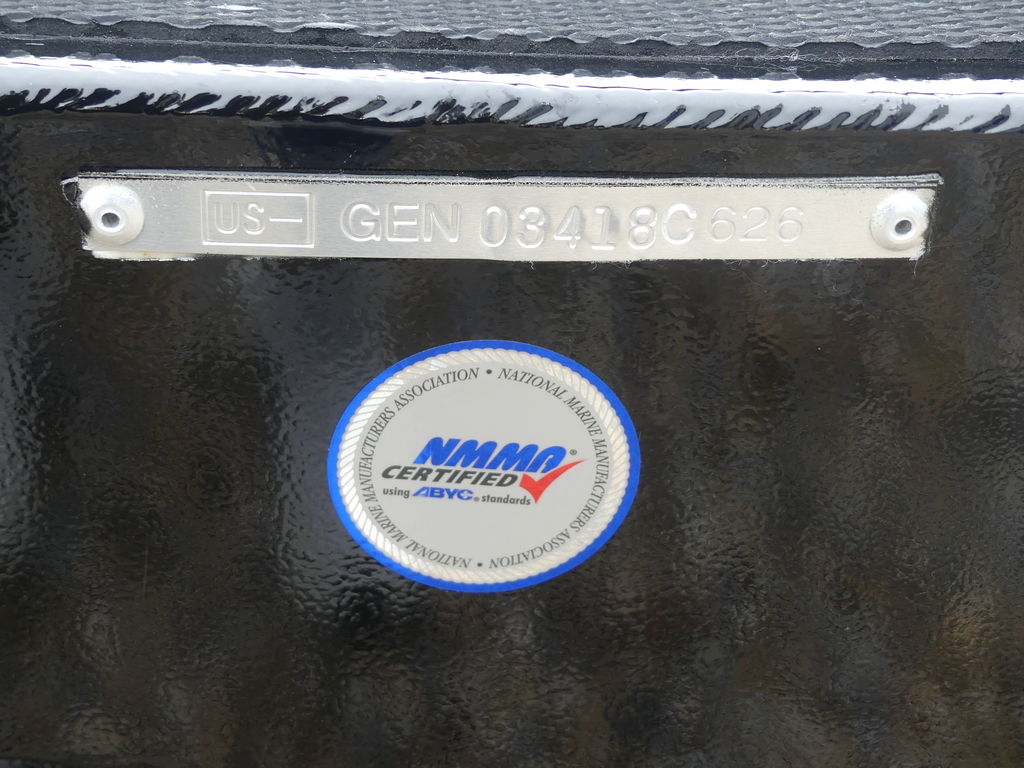 US- GEN 03418C626
NATIONAL MARINE MANUFACTURERS ASSOCIATION • NATIONAL MARINE MANUFACTURERS ASSOCIATION •
NMMA®
CERTIFIED
using ABYC® standards